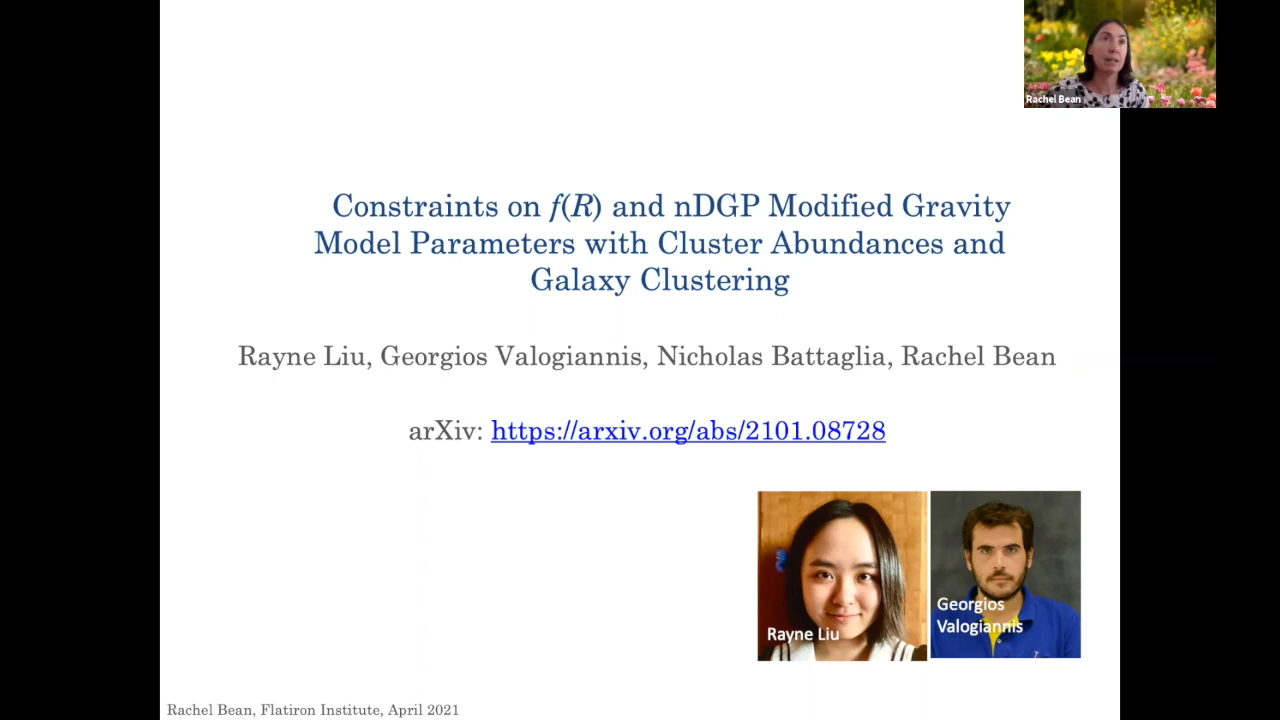 Rachel Bean
Constraints on f(R) and nDGP Modified Gravity
Model Parameters with Cluster Abundances and
Galaxy Clustering
Rayne Liu, Georgios Valogiannis, Nicholas Battaglia, Rachel Bean
arXiv: https://arxiv.org/abs/2101.08728
Rayne Liu
Georgios
Valogiannis
Rachel Bean, Flatiron Institute, April 2021